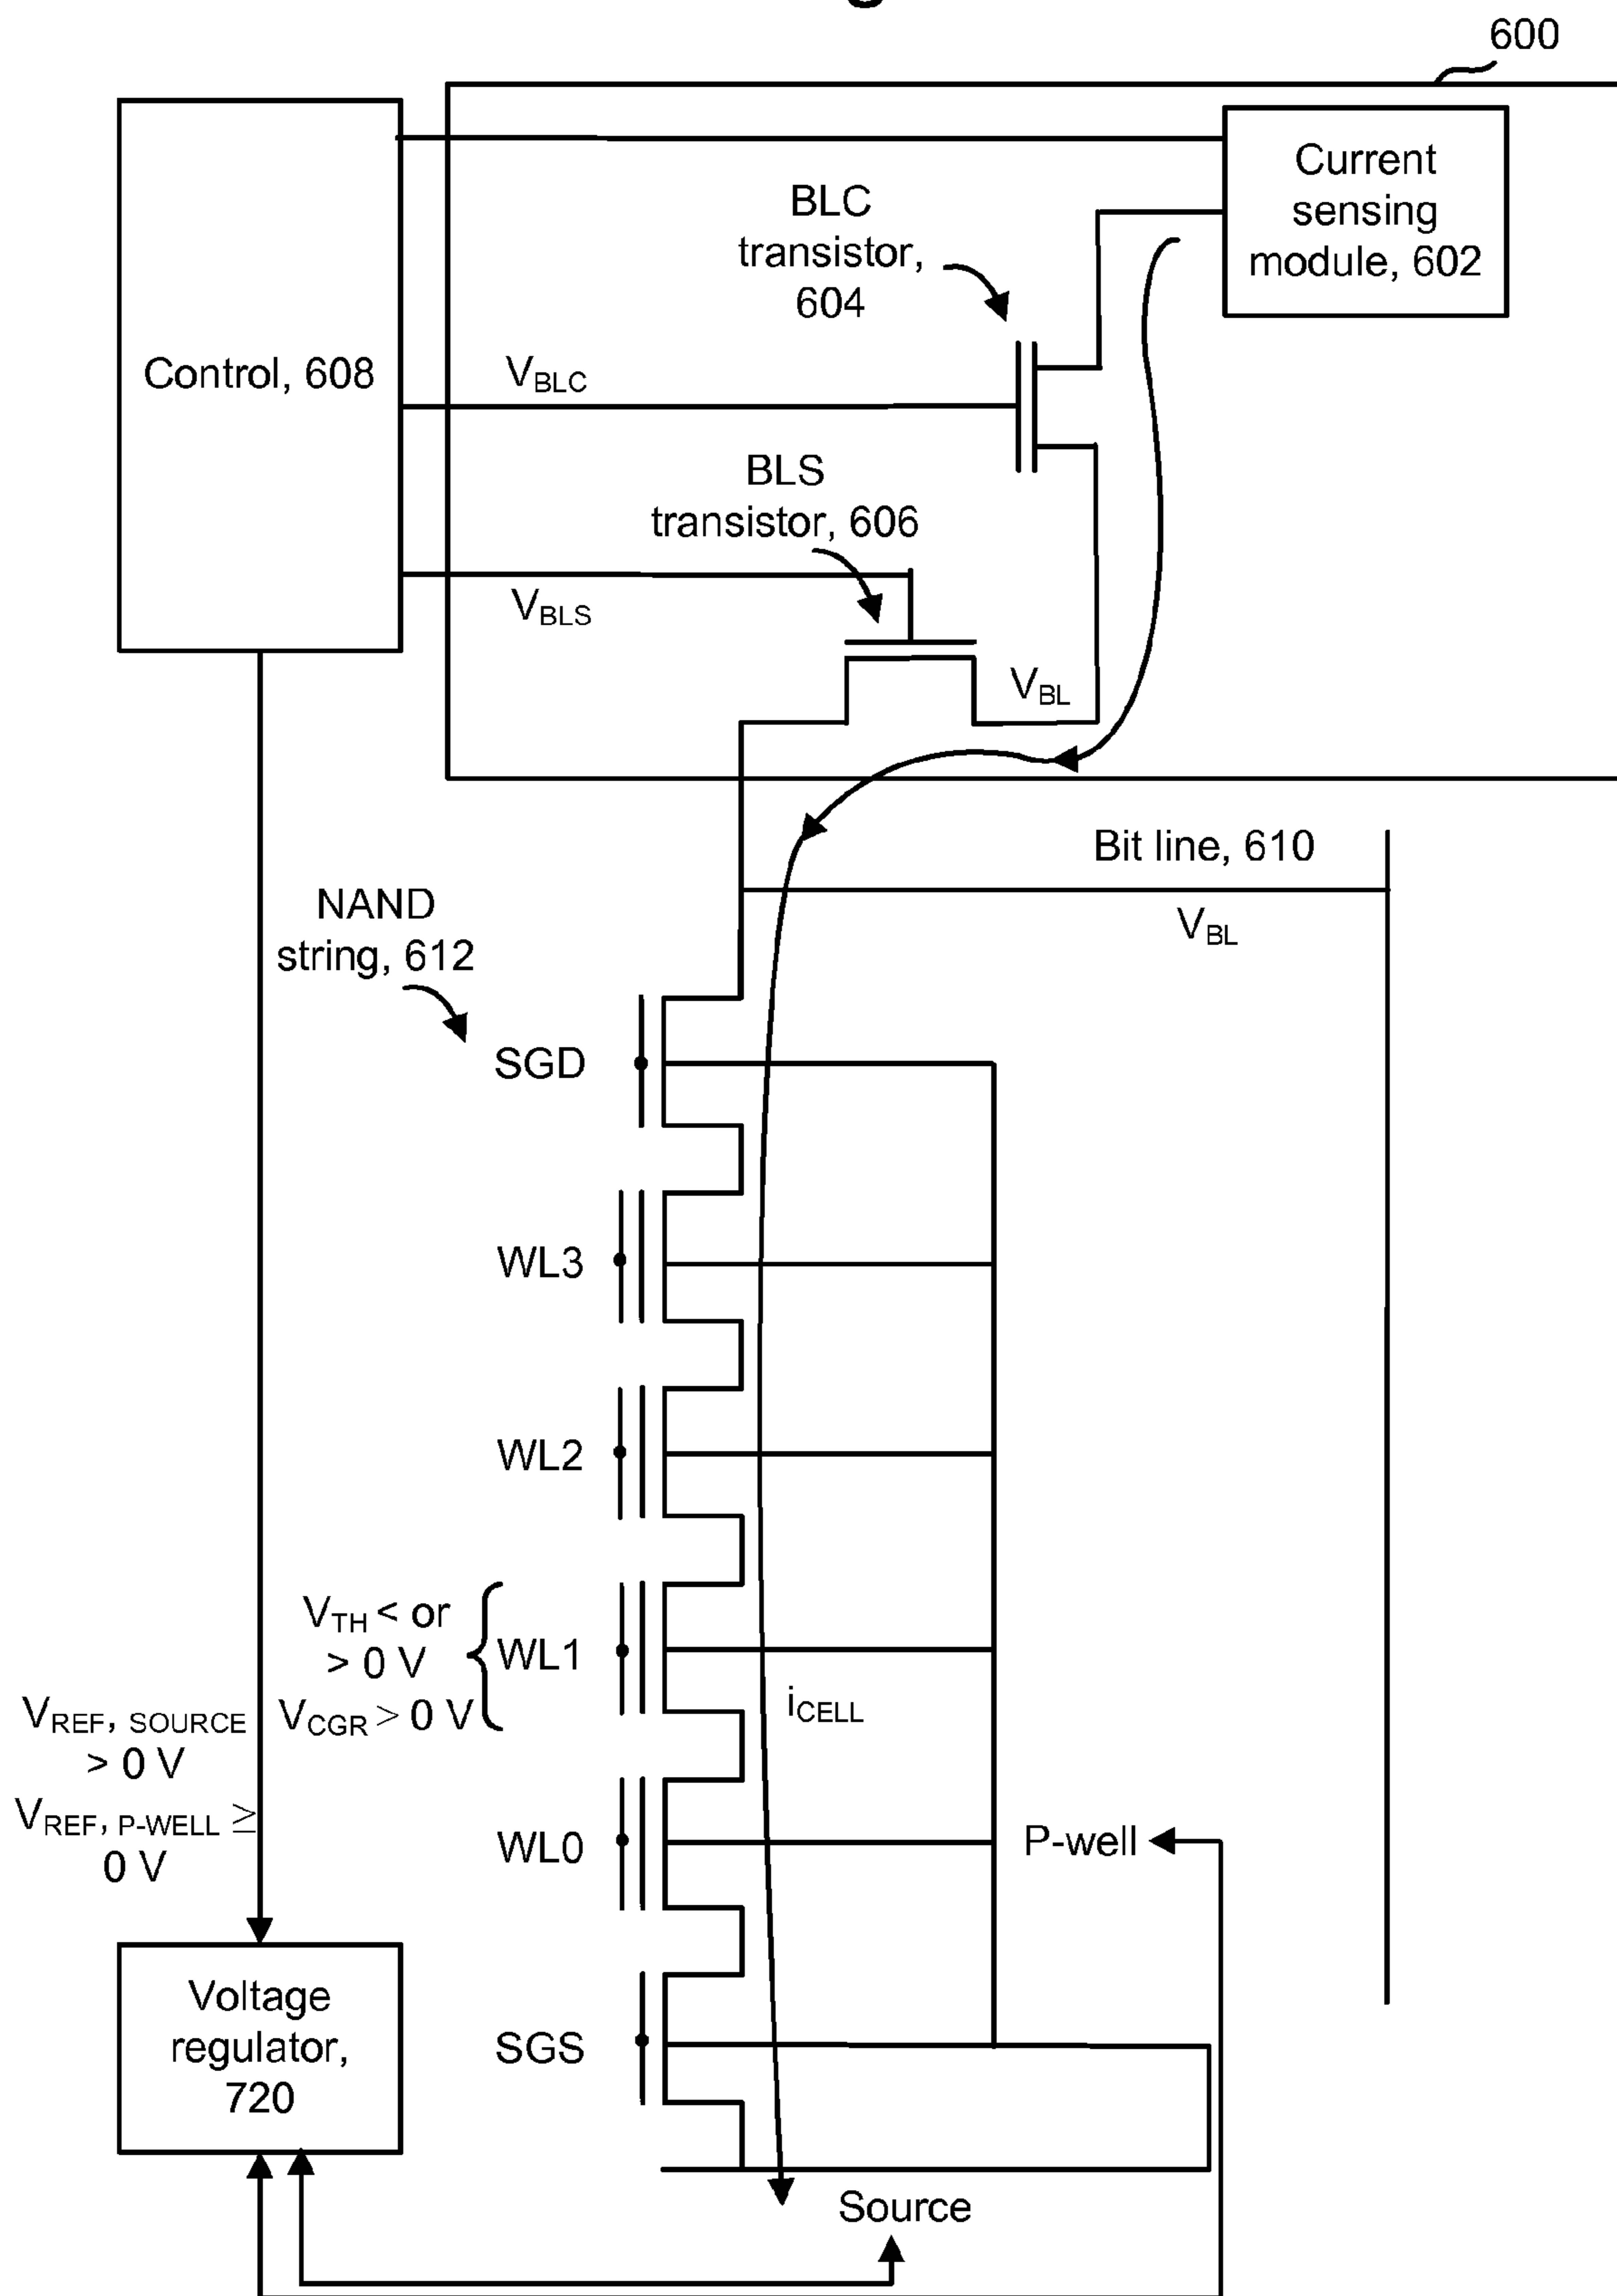 600
Current
sensing
module, 602
BLC
transistor,
604
Control, 608
VBLC
BLS
transistor, 606
VBLS
VBL
Bit line, 610
VBL
NAND
string, 612
SGD
WL3
WL2
VTH < or
> 0 V
VCGR > 0 V
WL1
iCELL
VREF, SOURCE
> 0 V
VREF, P-WELL ≥
0 V
WL0
P-well
Voltage
regulator,
720
SGS
Source